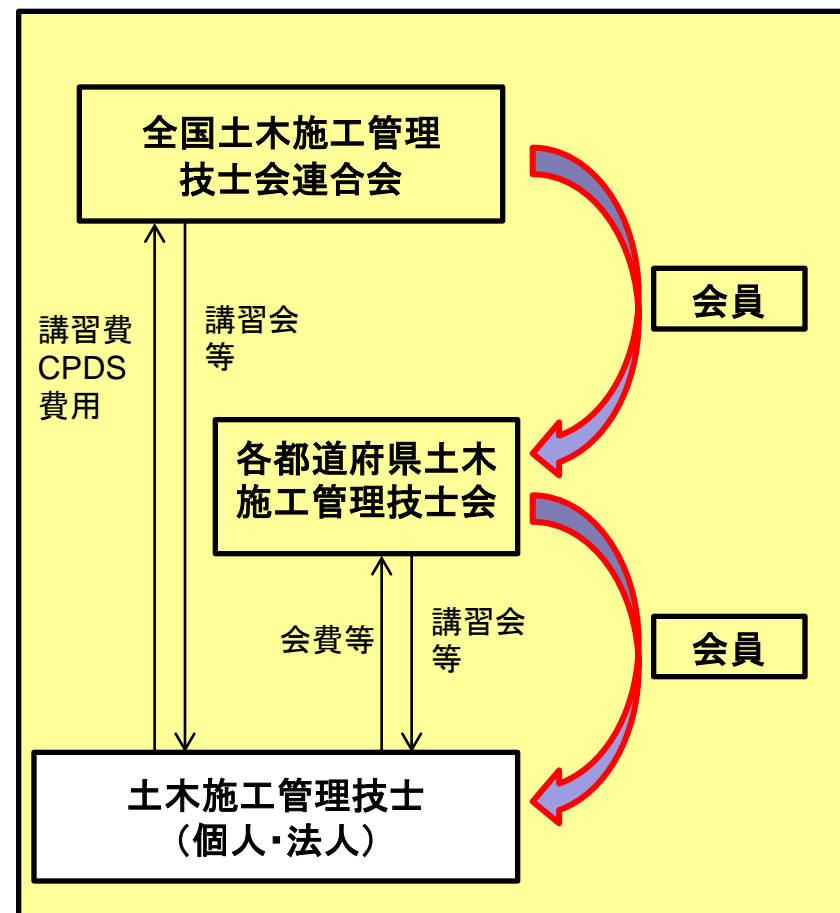 全国土木施工管理
技士会連合会
会員
講習費
CPDS
費用
講習会
等
各都道府県土木
施工管理技士会
会費等
講習会
等
会員
土木施工管理技士
（個人・法人）